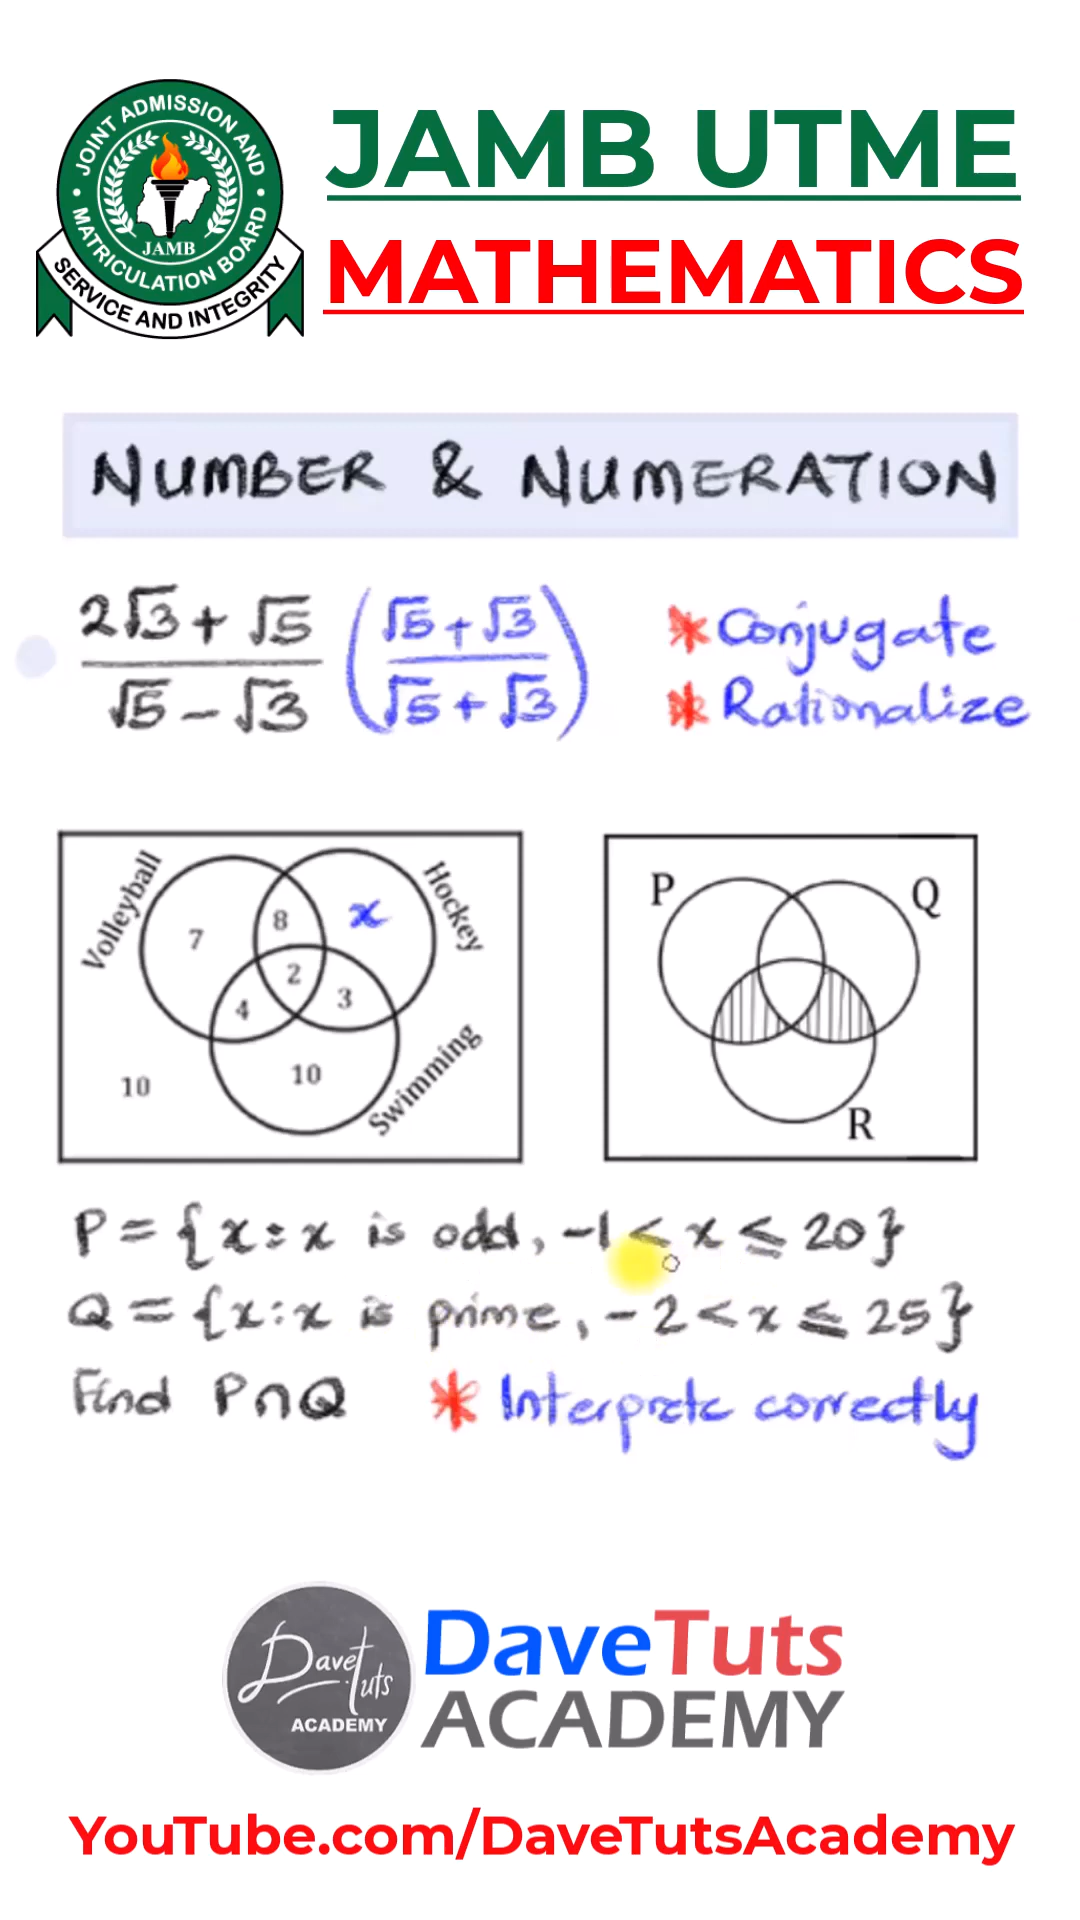 JOINT ADMISSION AND
MATRICULATION BOARD
JAMB
SERVICE AND INTEGRITY
JAMB UTME
MATHEMATICS
NUMBER & NUMERATION
2√3 + √5 (√5 + √3) * Conjugate
√5 - √3 (√5 + √3) * Rationalize
Volleyball
Hockey
Swimming
7
8
x
2
4
3
10
10
P
Q
R
P = {x : x is odd, -1 < x ≤ 20}
Q = {x : x is prime, -2 < x ≤ 25}
Find P∩Q * Interprete correctly
DaveTuts
ACADEMY
DaveTuts
ACADEMY
YouTube.com/DaveTutsAcademy